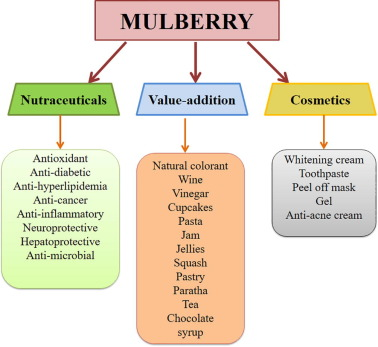 MULBERRY
Nutraceuticals
Value-addition
Cosmetics
Antioxidant
Anti-diabetic
Anti-hyperlipidemia
Anti-cancer
Anti-inflammatory
Neuroprotective
Hepatoprotective
Anti-microbial
Natural colorant
Wine
Vinegar
Cupcakes
Pasta
Jam
Jellies
Squash
Pastry
Paratha
Tea
Chocolate
syrup
Whitening cream
Toothpaste
Peel off mask
Gel
Anti-acne cream